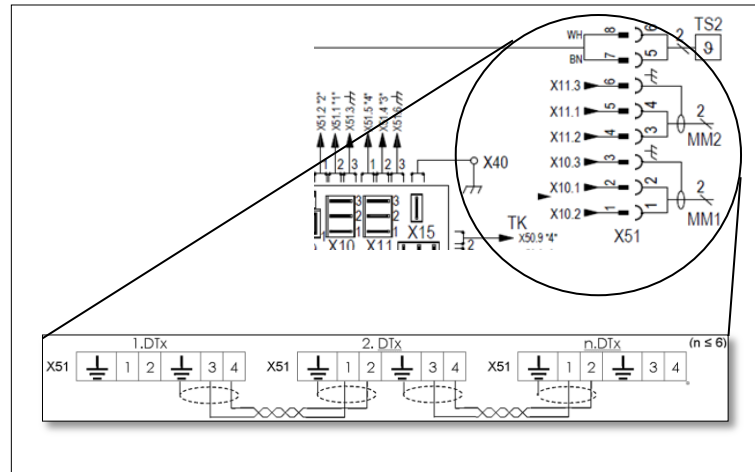 WH 8 6 2 TS2
BN 7 5 ϑ
X11.3 6
X11.1 5 4 2
X11.2 4 3 MM2
X10.3 3
X10.1 2 2 2
X10.2 1 1 MM1
X51
X51.2 "2" X51.1 "1" X51.3 X51.5 "4" X51.4 "3" X51.6
1 2 3 1 2 3
X40
3 3
2 2
1 1 1
X10 X11 X15
2
TK
X50.9 "4"
1.DTx 2. DTx n.DTx (n ≤ 6)
X51 1 2 3 4 X51 1 2 3 4 X51 1 2 3 4